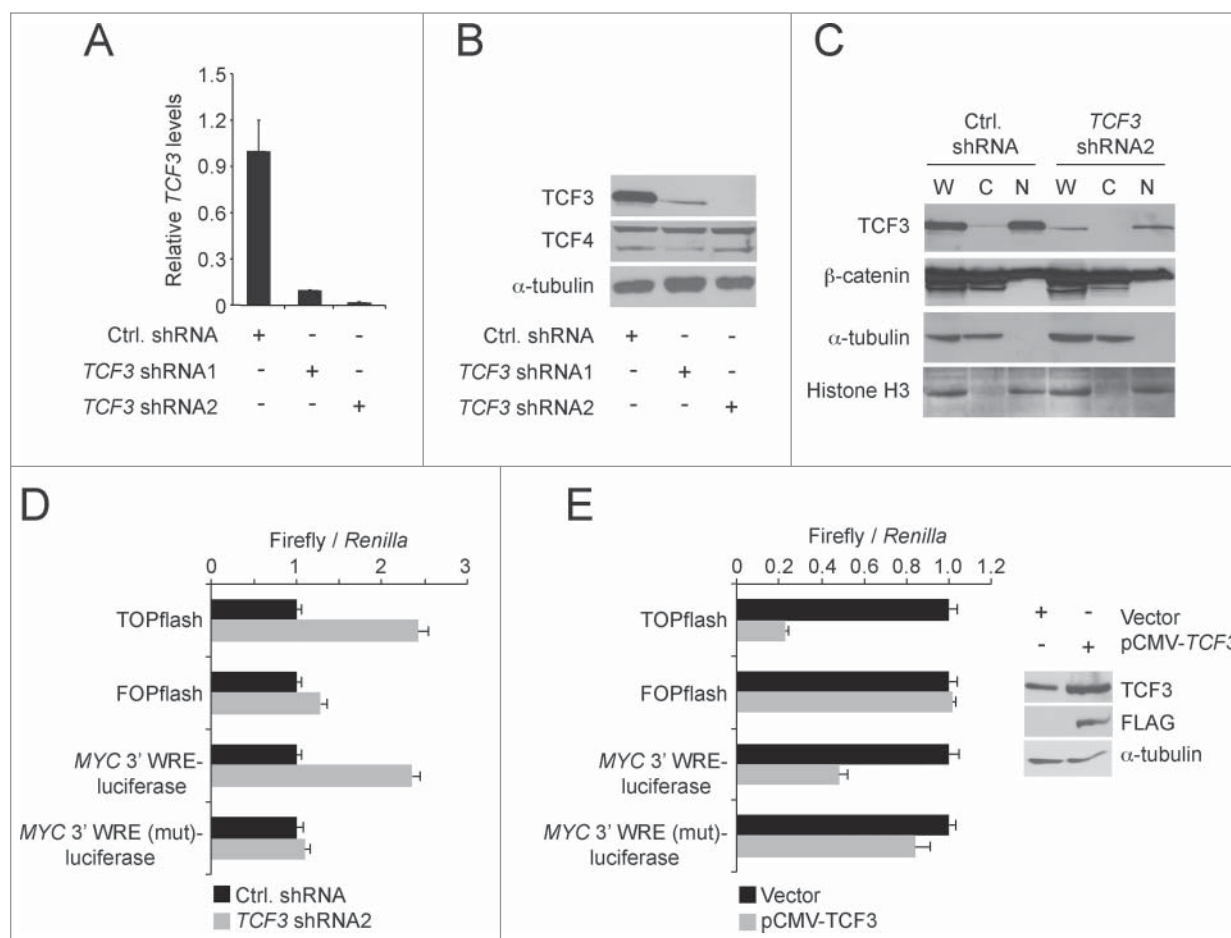 A
Relative TCF3 levels
1.5
1.2
0.9
0.6
0.3
0
Ctrl. shRNA + - -
TCF3 shRNA1 - + -
TCF3 shRNA2 - - +
B
TCF3
TCF4
α-tubulin
Ctrl. shRNA + - -
TCF3 shRNA1 - + -
TCF3 shRNA2 - - +
C
Ctrl. TCF3
shRNA shRNA2
W C N W C N
TCF3
β-catenin
α-tubulin
Histone H3
D
Firefly / Renilla
0 1 2 3
TOPflash
FOPflash
MYC 3' WRE-
luciferase
MYC 3' WRE (mut)-
luciferase
Ctrl. shRNA
TCF3 shRNA2
E
Firefly / Renilla
0 0.2 0.4 0.6 0.8 1.0 1.2
TOPflash
FOPflash
MYC 3' WRE-
luciferase
MYC 3' WRE (mut)-
luciferase
Vector
pCMV-TCF3
+ - Vector
- + pCMV-TCF3
TCF3
FLAG
α-tubulin